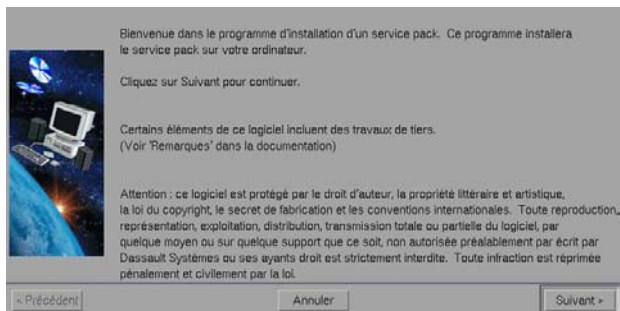 Bienvenue dans le programme d'installation d'un service pack. Ce programme installera
le service pack sur votre ordinateur.
Cliquez sur Suivant pour continuer.
Certains éléments de ce logiciel incluent des travaux de tiers.
(Voir 'Remarques' dans la documentation)
Attention : ce logiciel est protégé par le droit d'auteur, la propriété littéraire et artistique,
la loi du copyright, le secret de fabrication et les conventions internationales. Toute reproduction,
représentation, exploitation, distribution, transmission totale ou partielle du logiciel, par
quelque moyen ou sur quelque support que ce soit, non autorisée préalablement par écrit par
Dassault Systèmes ou ses ayants droit est strictement interdite. Toute infraction est réprimée
pénalement et civilement par la loi.
< Précédent
Annuler
Suivant >